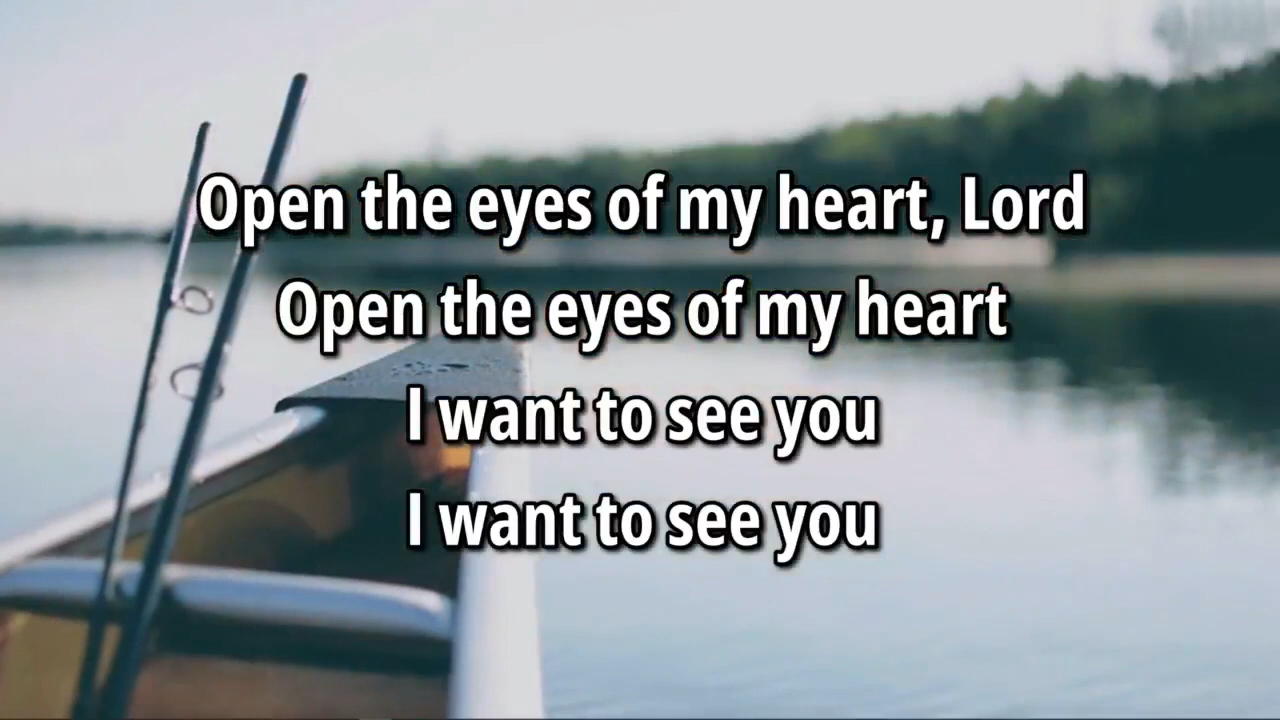 Open the eyes of my heart, Lord
Open the eyes of my heart
I want to see you
I want to see you